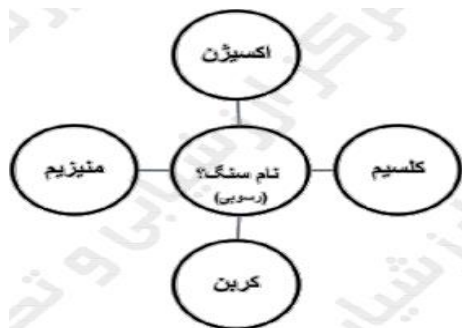 اکسیژن
منیزیم
نام سنگ؟
(رسوبی)
کلسیم
کربن